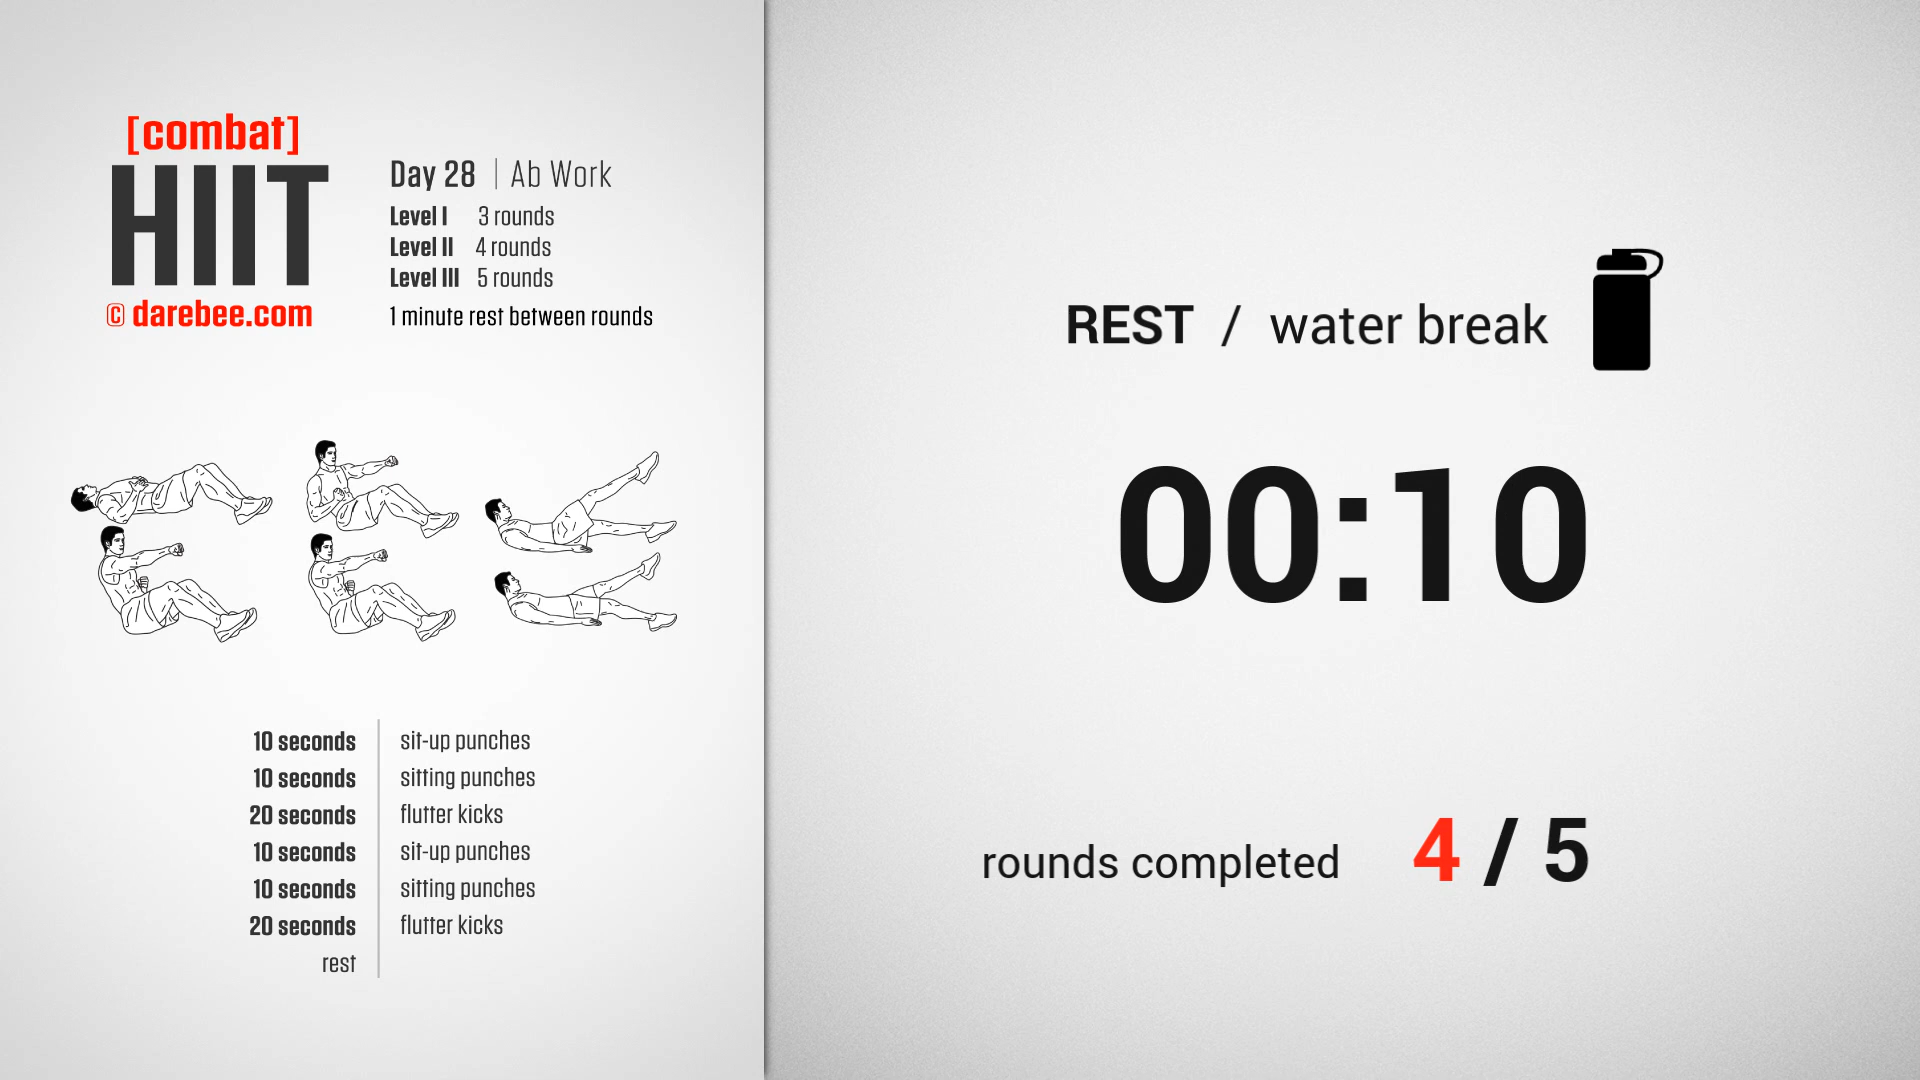 [combat]
HIIT
© darebee.com
Day 28 | Ab Work
Level I 3 rounds
Level II 4 rounds
Level III 5 rounds
1 minute rest between rounds
10 seconds sit-up punches
10 seconds sitting punches
20 seconds flutter kicks
10 seconds sit-up punches
10 seconds sitting punches
20 seconds flutter kicks
rest
REST / water break
00:10
rounds completed 4 / 5